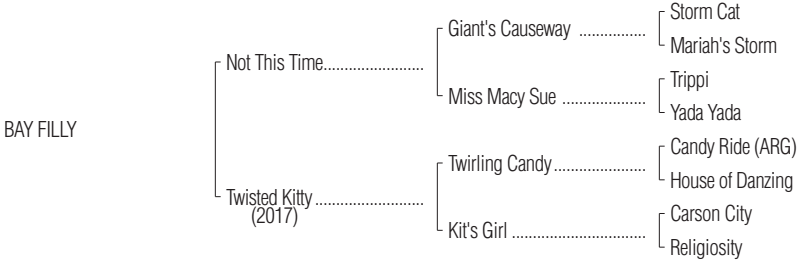 Storm Cat
Giant's Causeway ................
Mariah's Storm
Not This Time........................
Trippi
Miss Macy Sue ....................
Yada Yada
BAY FILLY
Candy Ride (ARG)
Twirling Candy......................
House of Danzing
Twisted Kitty..........................
(2017)
Carson City
Kit's Girl ................................
Religiosity